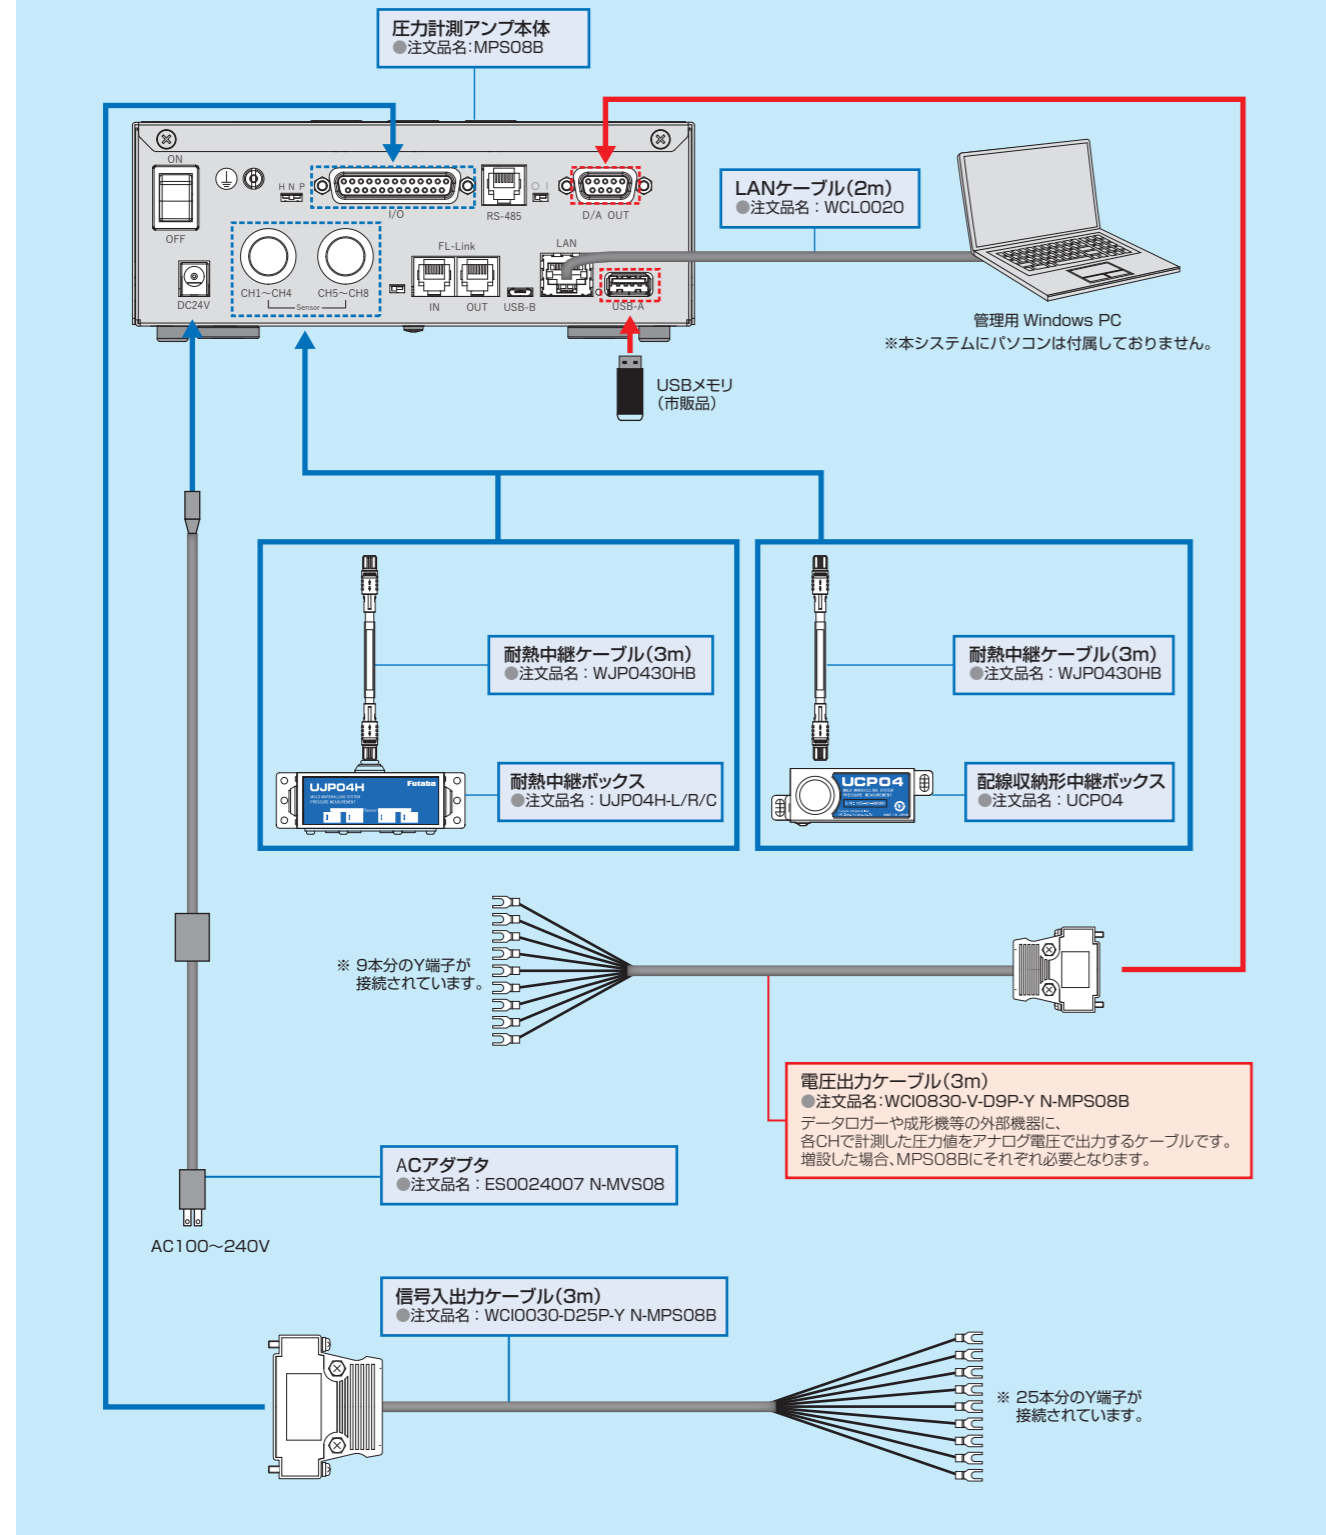 圧力計測アンプ本体
●注文品名：MPS08B
ON
OFF
H N P
I/O
RS-485
D/A OUT
DC24V
CH1～CH4
CH5～CH8
Sensor
FL-Link
IN
OUT
USB-B
LAN
USB-A
LANケーブル（2m）
●注文品名：WCL0020
管理用 Windows PC
※本システムにパソコンは付属しておりません。
USBメモリ
（市販品）
耐熱中継ケーブル（3m）
●注文品名：WJP0430HB
耐熱中継ケーブル（3m）
●注文品名：WJP0430HB
UJP04H
Futaba
MOLD MARSHALLING SYSTEM
PRESSURE MEASUREMENT
耐熱中継ボックス
●注文品名：UJP04H-L/R/C
UCP04
MOLD MARSHALLING SYSTEM
PRESSURE MEASUREMENT
配線収納形中継ボックス
●注文品名：UCP04
※ 9本分のY端子が
接続されています。
電圧出力ケーブル（3m）
●注文品名：WCI0830-V-D9P-Y N-MPS08B
データロガーや成形機等の外部機器に、
各CHで計測した圧力値をアナログ電圧で出力するケーブルです。
増設した場合、MPS08Bにそれぞれ必要となります。
ACアダプタ
●注文品名：ES0024007 N-MVS08
AC100～240V
信号入出力ケーブル（3m）
●注文品名：WCI0030-D25P-Y N-MPS08B
※ 25本分のY端子が
接続されています。